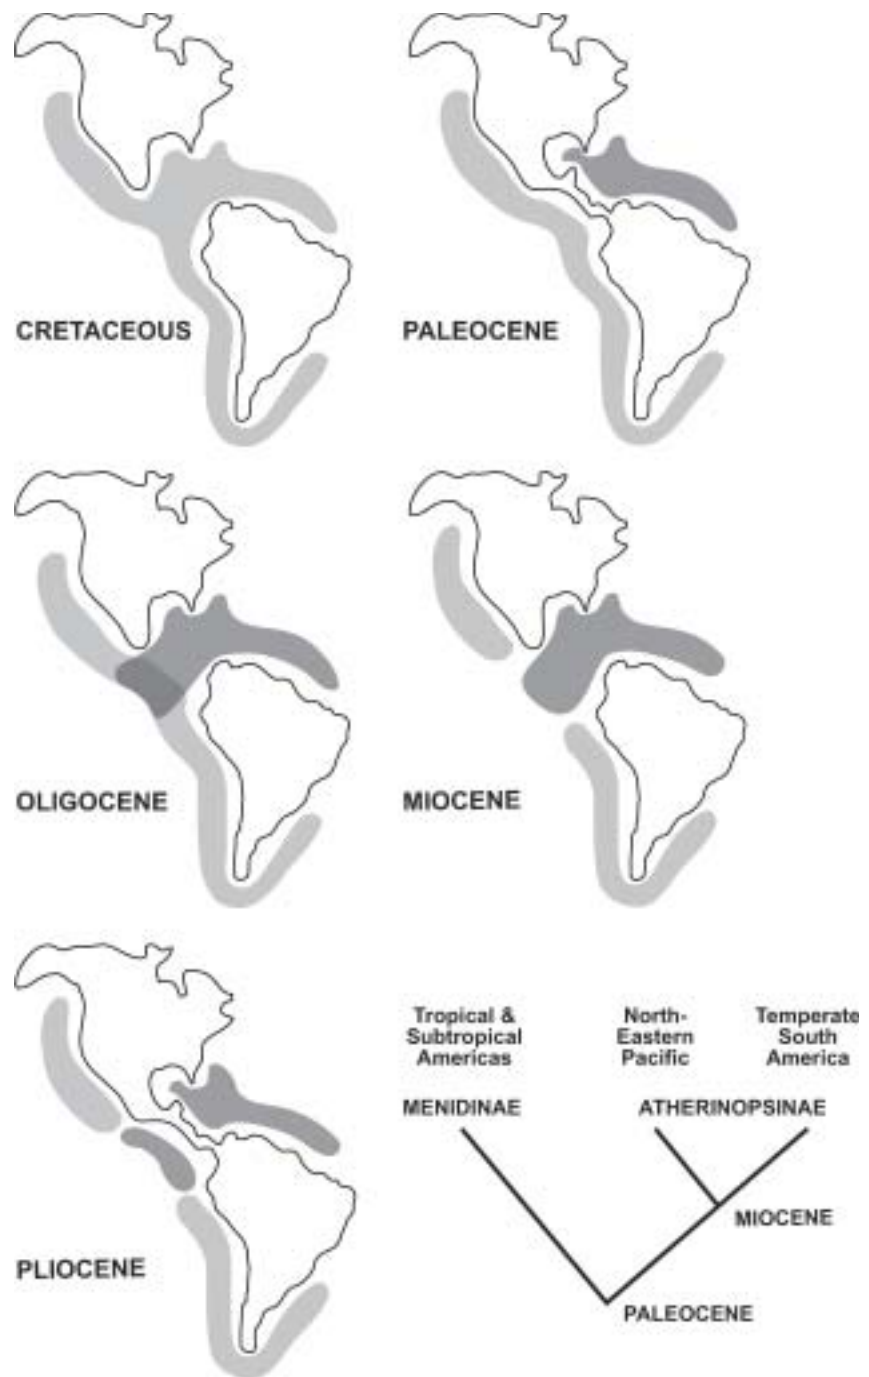 CRETACEOUS
PALEOCENE
OLIGOCENE
MIOCENE
PLIOCENE
Tropical &
Subtropical
Americas
North-
Eastern
Pacific
Temperate
South
America
MENIDINAE
ATHERINOPSINAE
MIOCENE
PALEOCENE